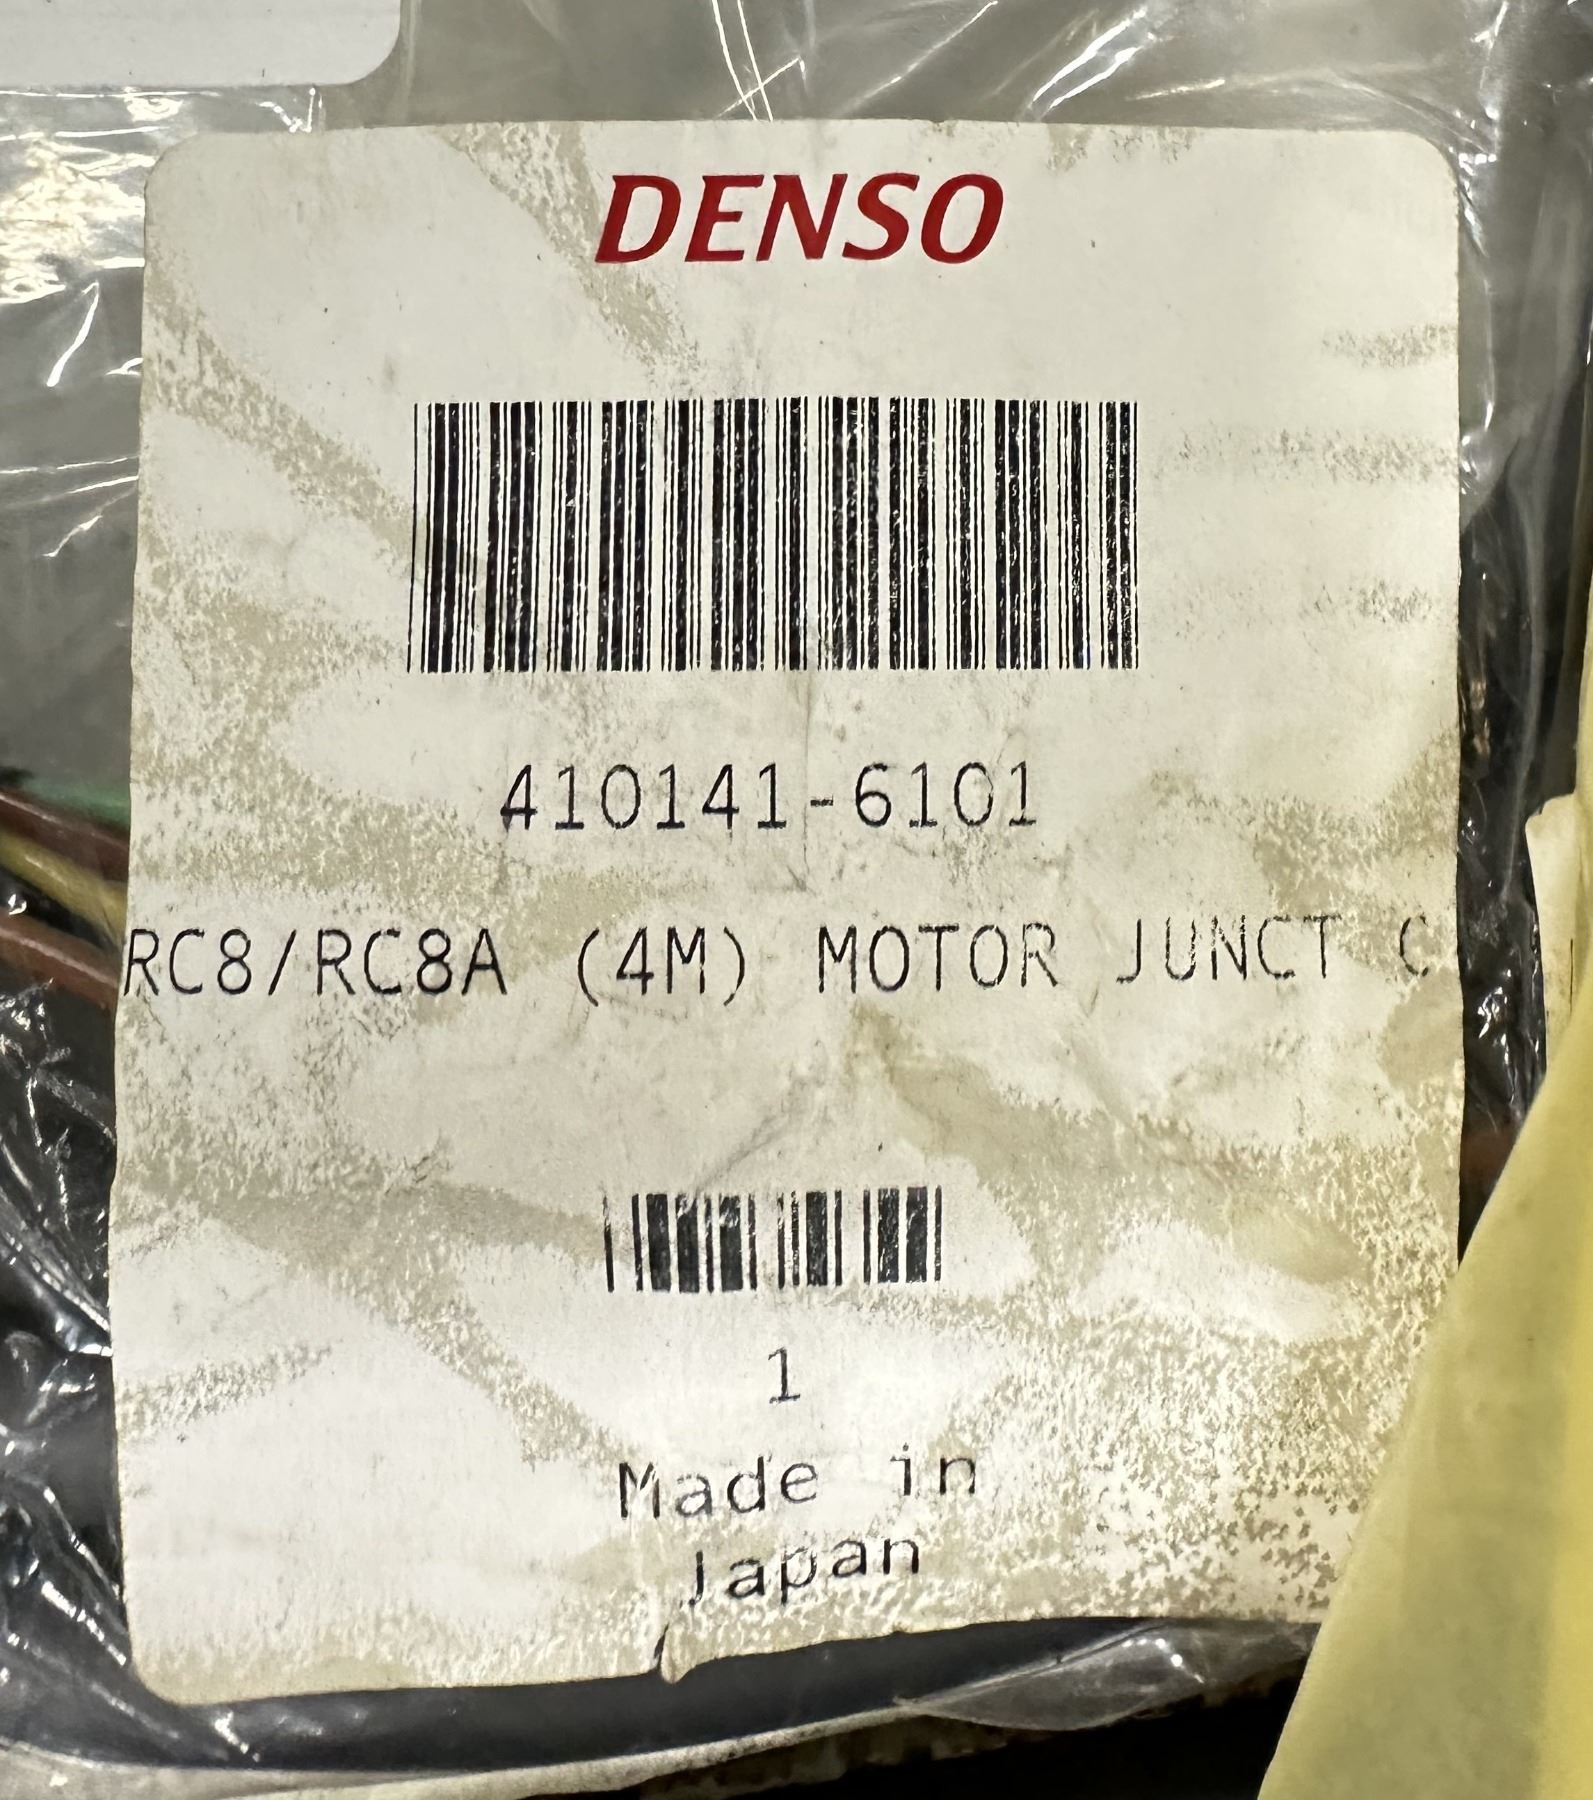 DENSO
410141-6101
RC8/RC8A (4M) MOTOR JUNCT C
1
Made in
Japan